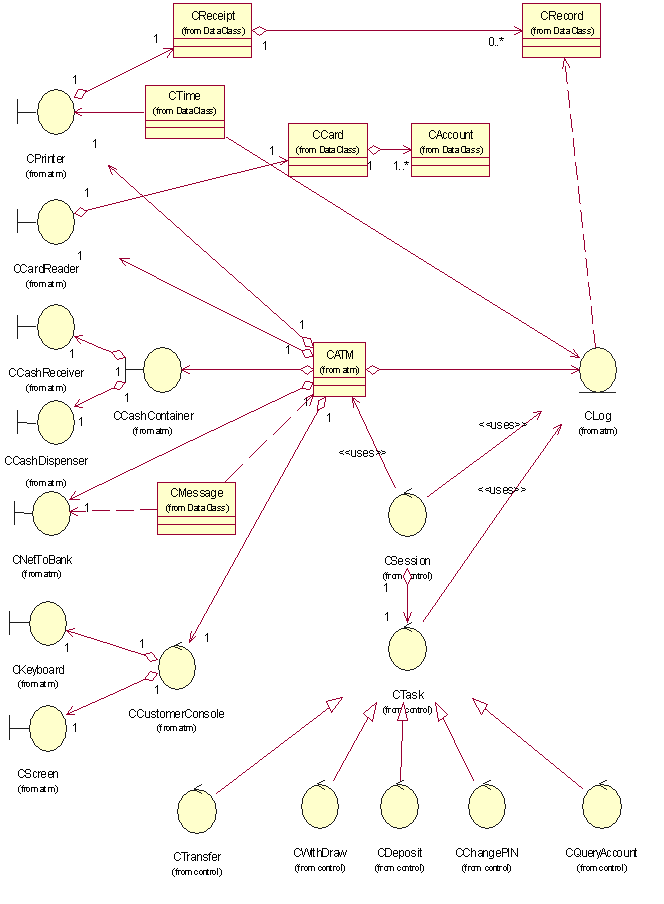 CReceipt
(from DataClass)
CRecord
(from DataClass)
1
1
0..*
1
CTime
(from DataClass)
CPrinter
(from atm)
1
CCard
(from DataClass)
CAccount
(from DataClass)
1
1
1..*
1
CCardReader
(from atm)
1
1
1
CATM
(from atm)
CCashReceiver
(from atm)
1
1
1
CCashContainer
(from atm)
CCashDispenser
(from atm)
1
1
CLog
(from atm)
<<uses>>
<<uses>>
<<uses>>
CMessage
(from DataClass)
1
CNetToBank
(from atm)
CSession
(from control)
1
1
CKeyboard
(from atm)
1
1
1
1
1
CCustomerConsole
(from atm)
CScreen
(from atm)
CTask
(from control)
CTransfer
(from control)
CWithDraw
(from control)
CDeposit
(from control)
CChangePIN
(from control)
CQueryAccount
(from control)